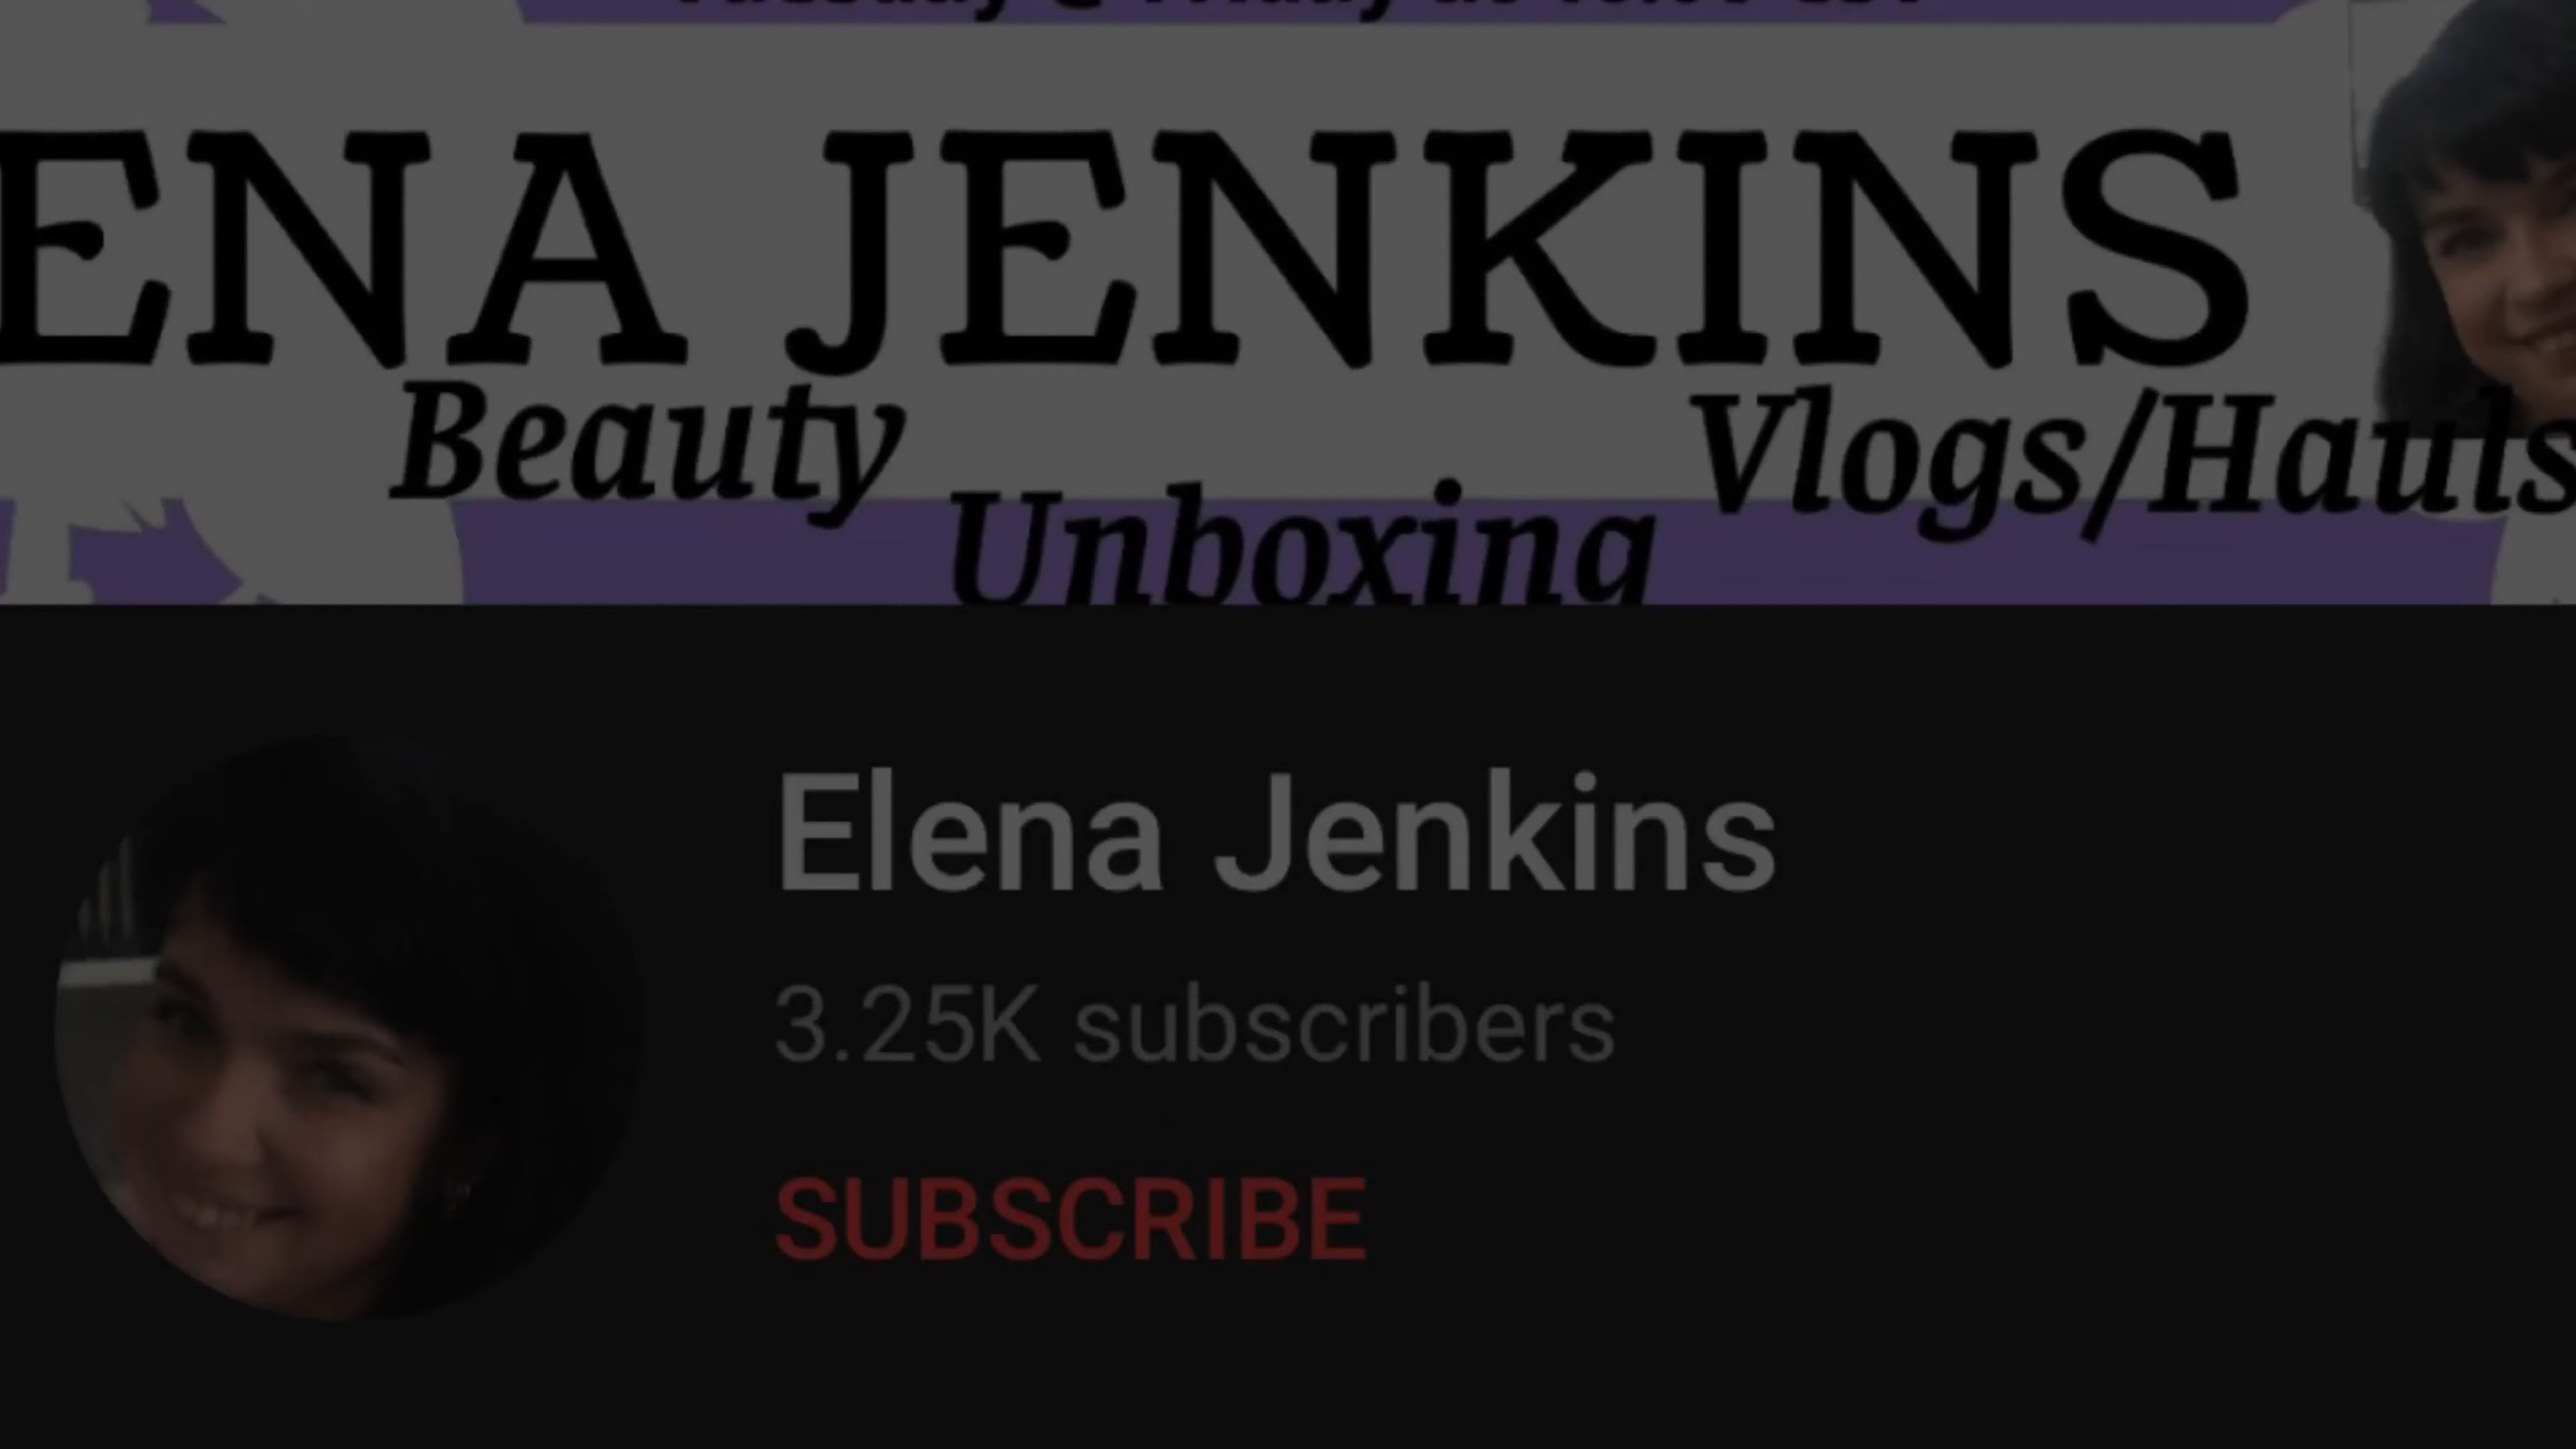 ENA JENKINS
Beauty
Vlogs/Hauls
Unboxing
Elena Jenkins
3.25K subscribers
SUBSCRIBE